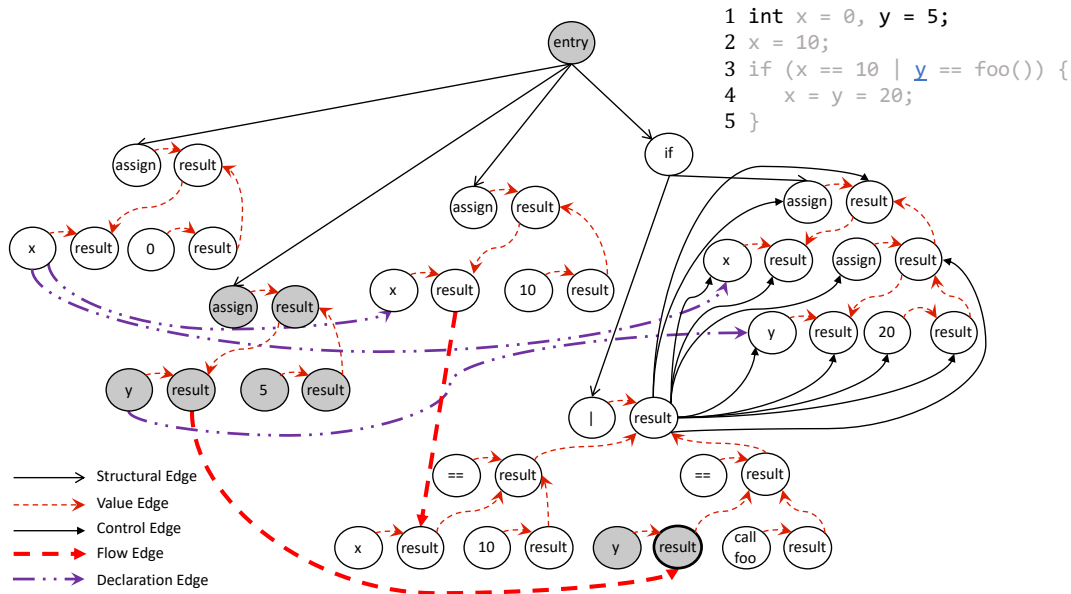 1 int x = 0, y = 5;
2 x = 10;
3 if (x == 10 | y == foo()) {
4 x = y = 20;
5 }
entry
if
assign result
assign result
assign result
x result 0 result
x result assign result
assign result
x result 10 result
y result 20 result
y result 5 result
| result
== result
== result
x result 10 result y result call foo result
Structural Edge
Value Edge
Control Edge
Flow Edge
Declaration Edge